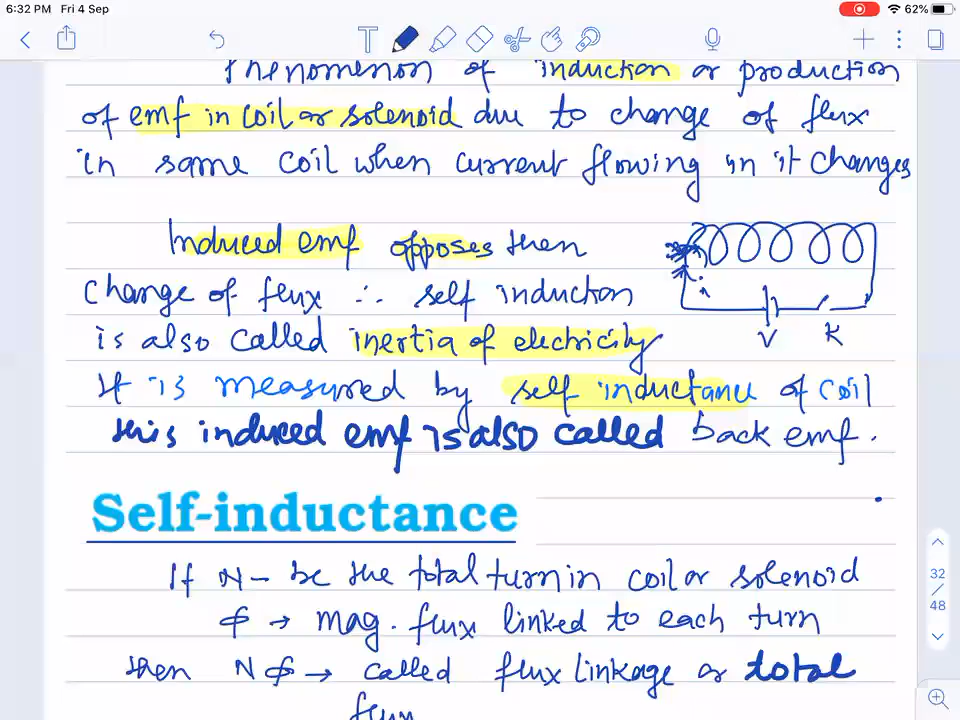 6:32 PM Fri 4 Sep
62%
Phenomenon of induction or production
of emf in coil or solenoid due to change of flux
in same coil when current flowing in it changes
Induced emf opposes then
change of flux ∴ self induction
is also called inertia of electricity
V K
It is measured by self inductance of coil
this induced emf is also called back emf.
Self-inductance
If N – be the total turn in coil or solenoid
ϕ → mag. flux linked to each turn
then Nϕ → called flux linkage or total
flux
32
/
48